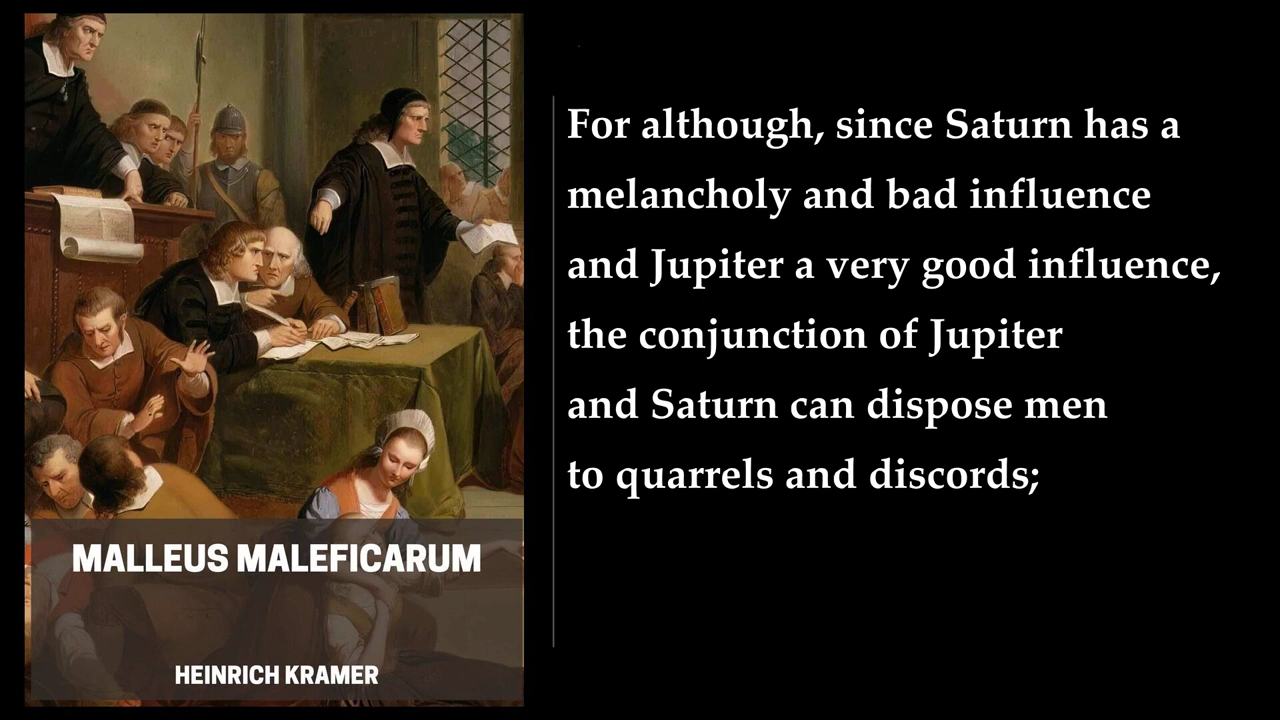 MALLEUS MALEFICARUM
HEINRICH KRAMER
For although, since Saturn has a
melancholy and bad influence
and Jupiter a very good influence,
the conjunction of Jupiter
and Saturn can dispose men
to quarrels and discords;